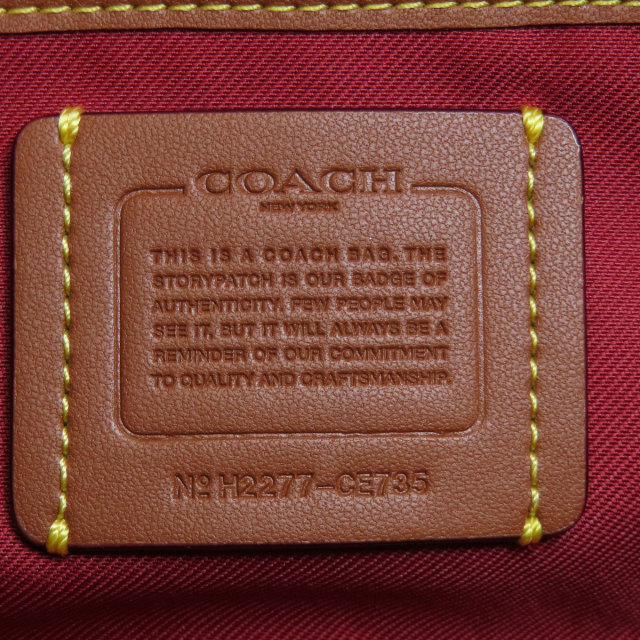 COACH
NEW YORK
THIS IS A COACH BAG. THE
STORYPATCH IS OUR BADGE OF
AUTHENTICITY. FEW PEOPLE MAY
SEE IT, BUT IT WILL ALWAYS BE A
REMINDER OF OUR COMMITMENT
TO QUALITY AND CRAFTSMANSHIP.
Nº H2277-CE735